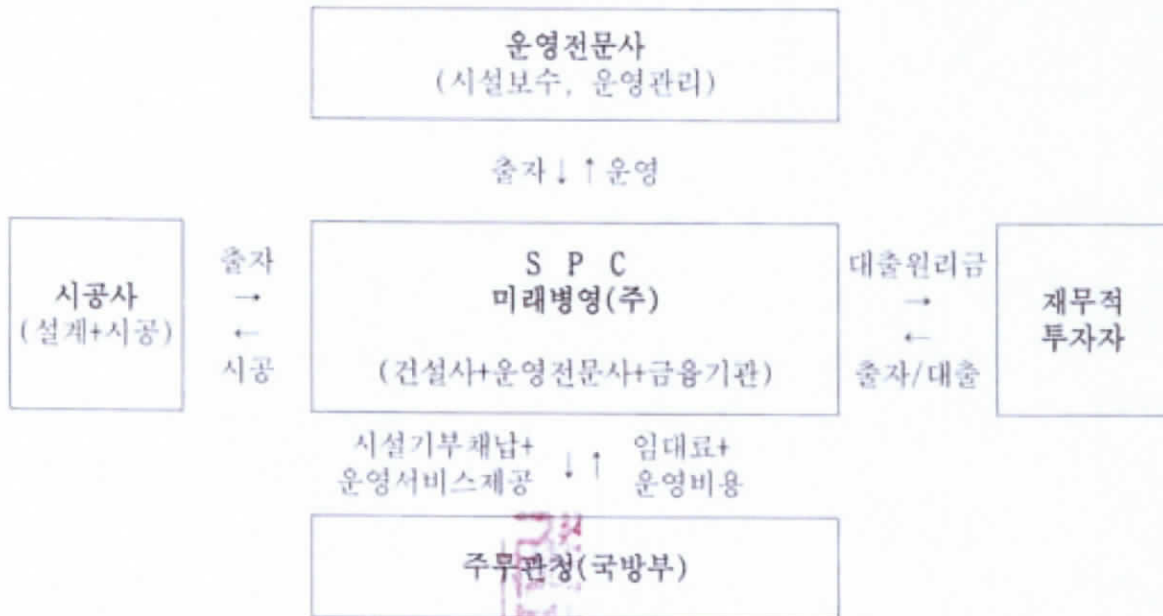 운영전문사
(시설보수, 운영관리)
출자↓ ↑운영
시공사
(설계+시공)
출자
→
←
시공
S P C
미래병영(주)
(건설사+운영전문사+금융기관)
대출원리금
→
←
출자/대출
재무적
투자자
시설기부채납+
운영서비스제공
↓ ↑
임대료+
운영비용
주무관청(국방부)